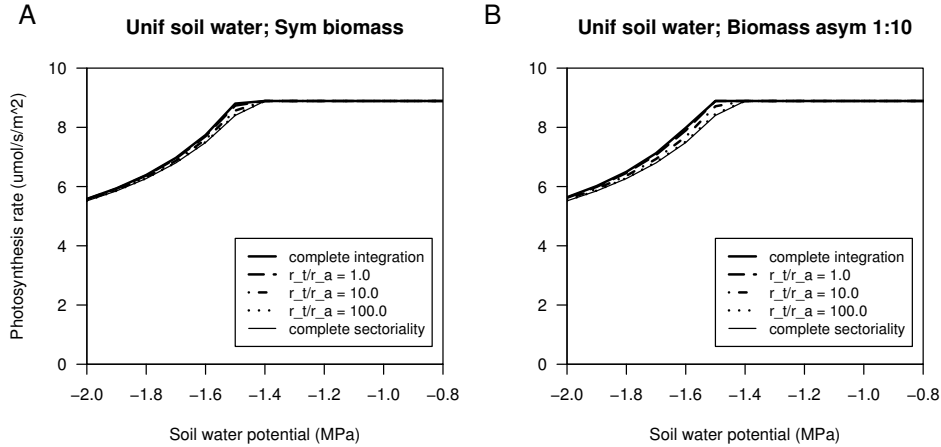 A
Unif soil water; Sym biomass
Photosynthesis rate (umol/s/m^2)
10
8
6
4
2
0
complete integration
r_t/r_a = 1.0
r_t/r_a = 10.0
r_t/r_a = 100.0
complete sectoriality
−2.0 −1.8 −1.6 −1.4 −1.2 −1.0 −0.8
Soil water potential (MPa)
B
Unif soil water; Biomass asym 1:10
10
8
6
4
2
0
complete integration
r_t/r_a = 1.0
r_t/r_a = 10.0
r_t/r_a = 100.0
complete sectoriality
−2.0 −1.8 −1.6 −1.4 −1.2 −1.0 −0.8
Soil water potential (MPa)